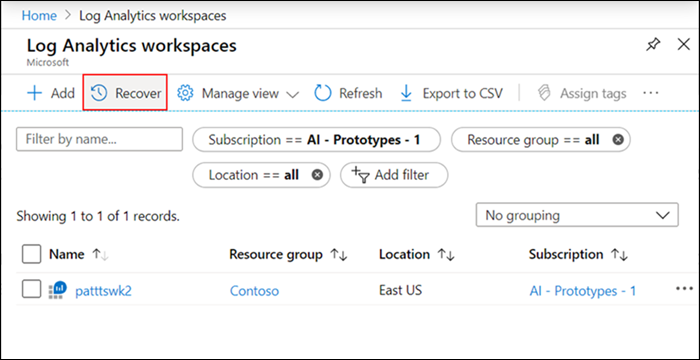 Home > Log Analytics workspaces
Log Analytics workspaces
Microsoft
Add Recover Manage view Refresh Export to CSV Assign tags ...
Filter by name... Subscription == AI - Prototypes - 1 Resource group == all
Location == all Add filter
Showing 1 to 1 of 1 records. No grouping
Name Resource group Location Subscription
patttswk2 Contoso East US AI - Prototypes - 1 ...